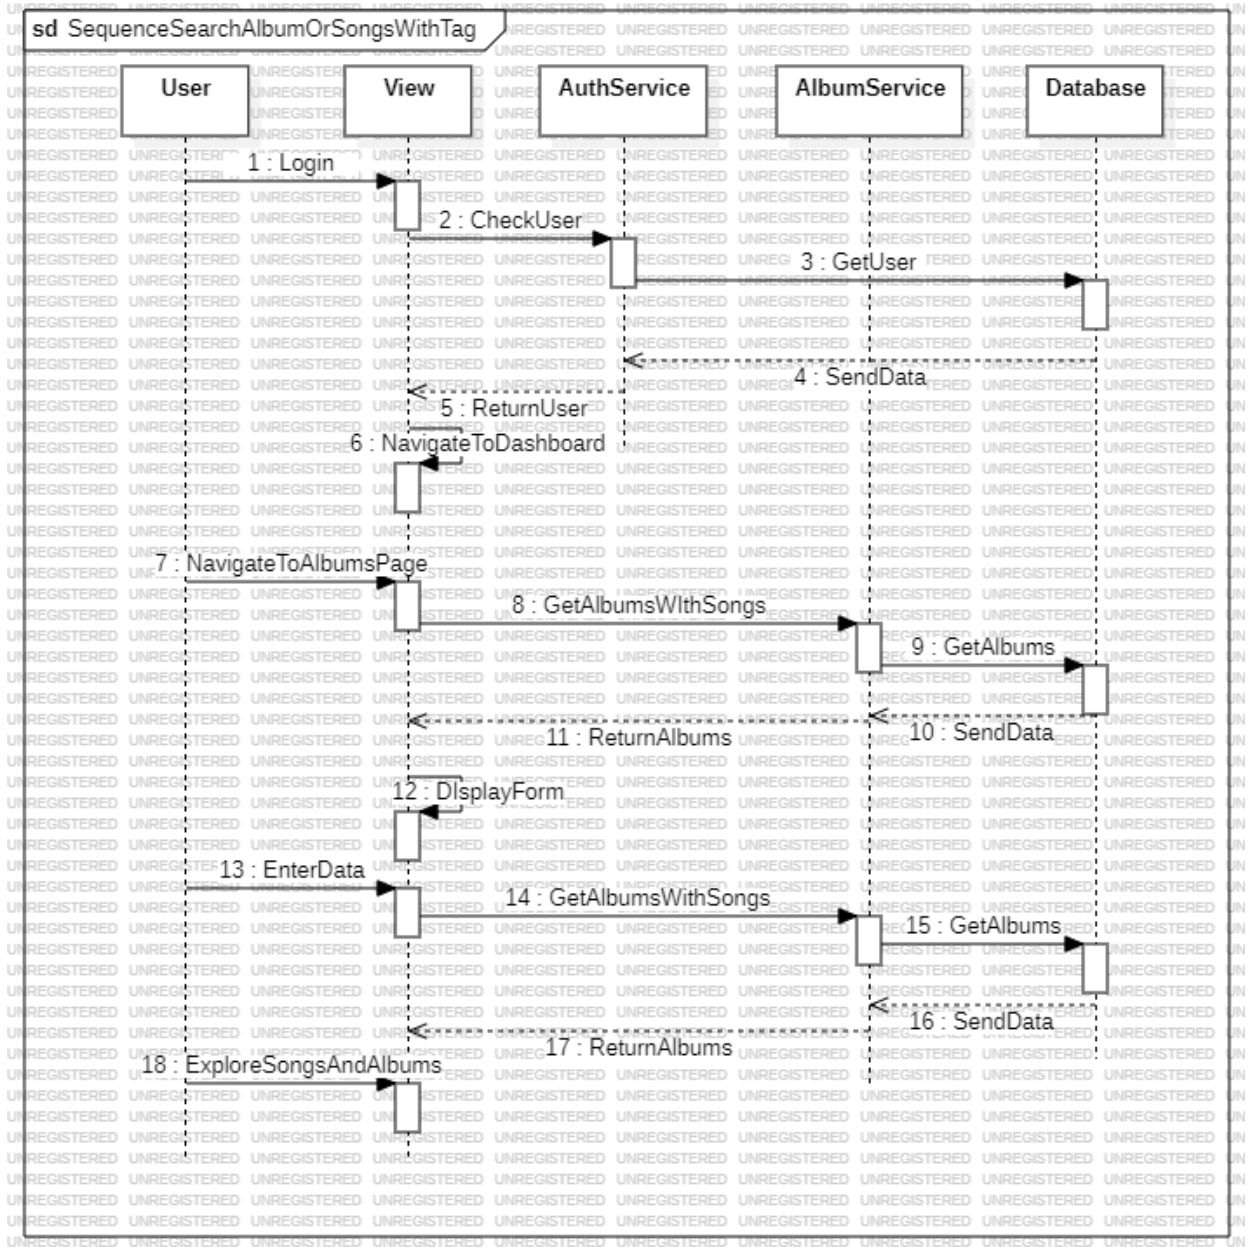 sd SequenceSearchAlbumOrSongsWithTag
User View AuthService AlbumService Database
1 : Login
2 : CheckUser
3 : GetUser
4 : SendData
5 : ReturnUser
6 : NavigateToDashboard
7 : NavigateToAlbumsPage
8 : GetAlbumsWIthSongs
9 : GetAlbums
10 : SendData
11 : ReturnAlbums
12 : DIsplayForm
13 : EnterData
14 : GetAlbumsWithSongs
15 : GetAlbums
16 : SendData
17 : ReturnAlbums
18 : ExploreSongsAndAlbums
UNREGISTERED